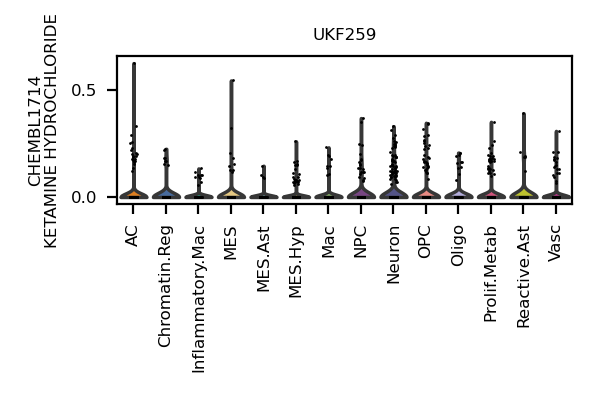 UKF259
CHEMBL1714
KETAMINE HYDROCHLORIDE
0.5
0.0
AC
Chromatin.Reg
Inflammatory.Mac
MES
MES.Ast
MES.Hyp
Mac
NPC
Neuron
OPC
Oligo
Prolif.Metab
Reactive.Ast
Vasc